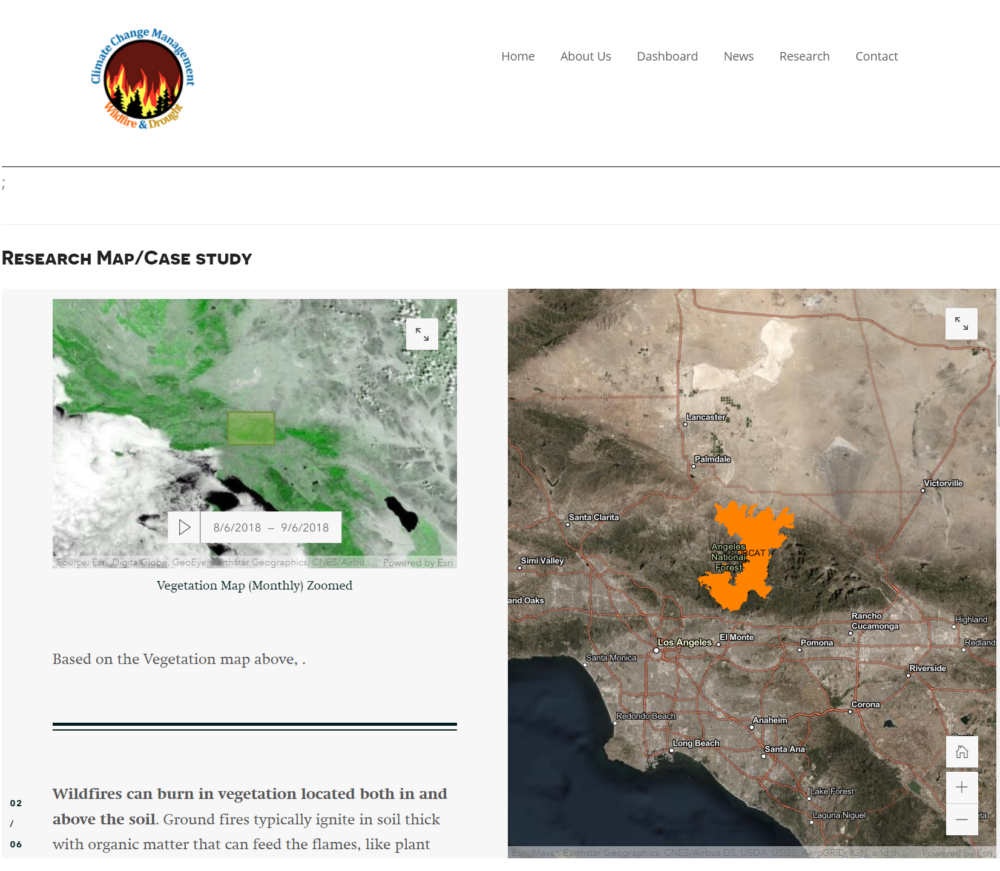 Climate Change Management
Wildfire & Drought
Home About Us Dashboard News Research Contact
;
Research Map/Case study
8/6/2018 – 9/6/2018
Source: Esri, DigitalGlobe, GeoEye, Earthstar Geographics, CNES/Airbu... Powered by Esri
Vegetation Map (Monthly) Zoomed
Based on the Vegetation map above, .
Wildfires can burn in vegetation located both in and
above the soil. Ground fires typically ignite in soil thick
with organic matter that can feed the flames, like plant
02
/
06
Lancaster
Palmdale
Victorville
Santa Clarita
Angeles
National
Forest
BOBCAT
Simi Valley
and Oaks
Rancho
Cucamonga
Highland
Los Angeles
El Monte
Pomona
Redlands
Santa Monica
Riverside
Corona
Redondo Beach
Anaheim
Long Beach
Santa Ana
Lake Forest
Laguna Niguel
eta
Esri, Maxar, Earthstar Geographics, CNES/Airbus DS, USDA, USGS, AeroGRID, IGN, and th... Powered by Esri